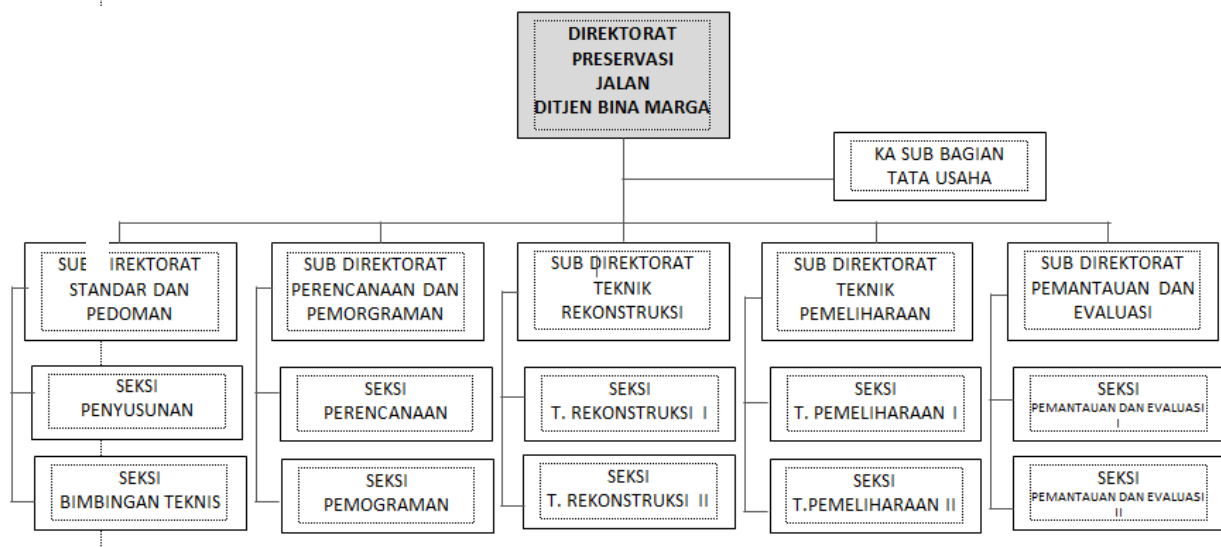 DIREKTORAT
PRESERVASI
JALAN
DITJEN BINA MARGA
KA SUB BAGIAN
TATA USAHA
SUB DIREKTORAT
STANDAR DAN
PEDOMAN
SUB DIREKTORAT
PERENCANAAN DAN
PEMORGRAMAN
SUB DIREKTORAT
TEKNIK
REKONSTRUKSI
SUB DIREKTORAT
TEKNIK
PEMELIHARAAN
SUB DIREKTORAT
PEMANTAUAN DAN
EVALUASI
SEKSI
PENYUSUNAN
SEKSI
PERENCANAAN
SEKSI
T. REKONSTRUKSI I
SEKSI
T. PEMELIHARAAN I
SEKSI
PEMANTAUAN DAN EVALUASI
I
SEKSI
BIMBINGAN TEKNIS
SEKSI
PEMOGRAMAN
SEKSI
T. REKONSTRUKSI II
SEKSI
T.PEMELIHARAAN II
SEKSI
PEMANTAUAN DAN EVALUASI
II